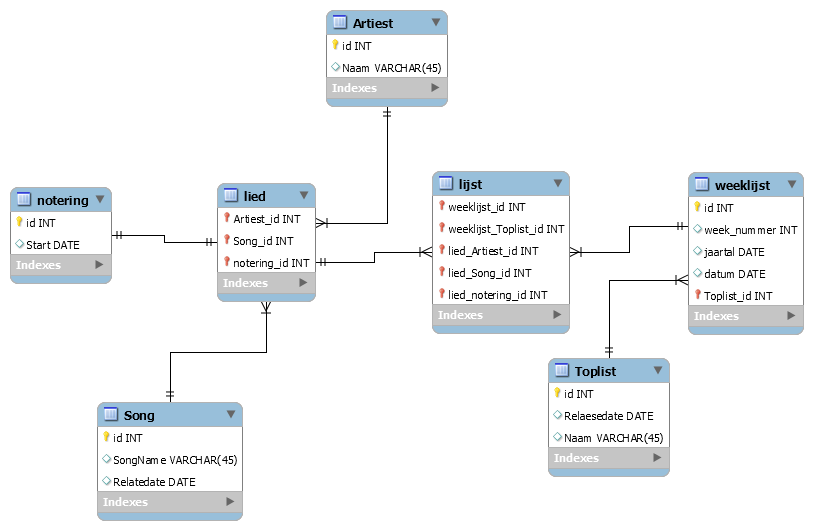 Artiest
id INT
Naam VARCHAR(45)
Indexes
notering
id INT
Start DATE
Indexes
lied
Artiest_id INT
Song_id INT
notering_id INT
Indexes
lijst
weeklijst_id INT
weeklijst_Toplist_id INT
lied_Artiest_id INT
lied_Song_id INT
lied_notering_id INT
Indexes
weeklijst
id INT
week_nummer INT
jaartal DATE
datum DATE
Toplist_id INT
Indexes
Song
id INT
SongName VARCHAR(45)
Relatedate DATE
Indexes
Toplist
id INT
Relaesedate DATE
Naam VARCHAR(45)
Indexes